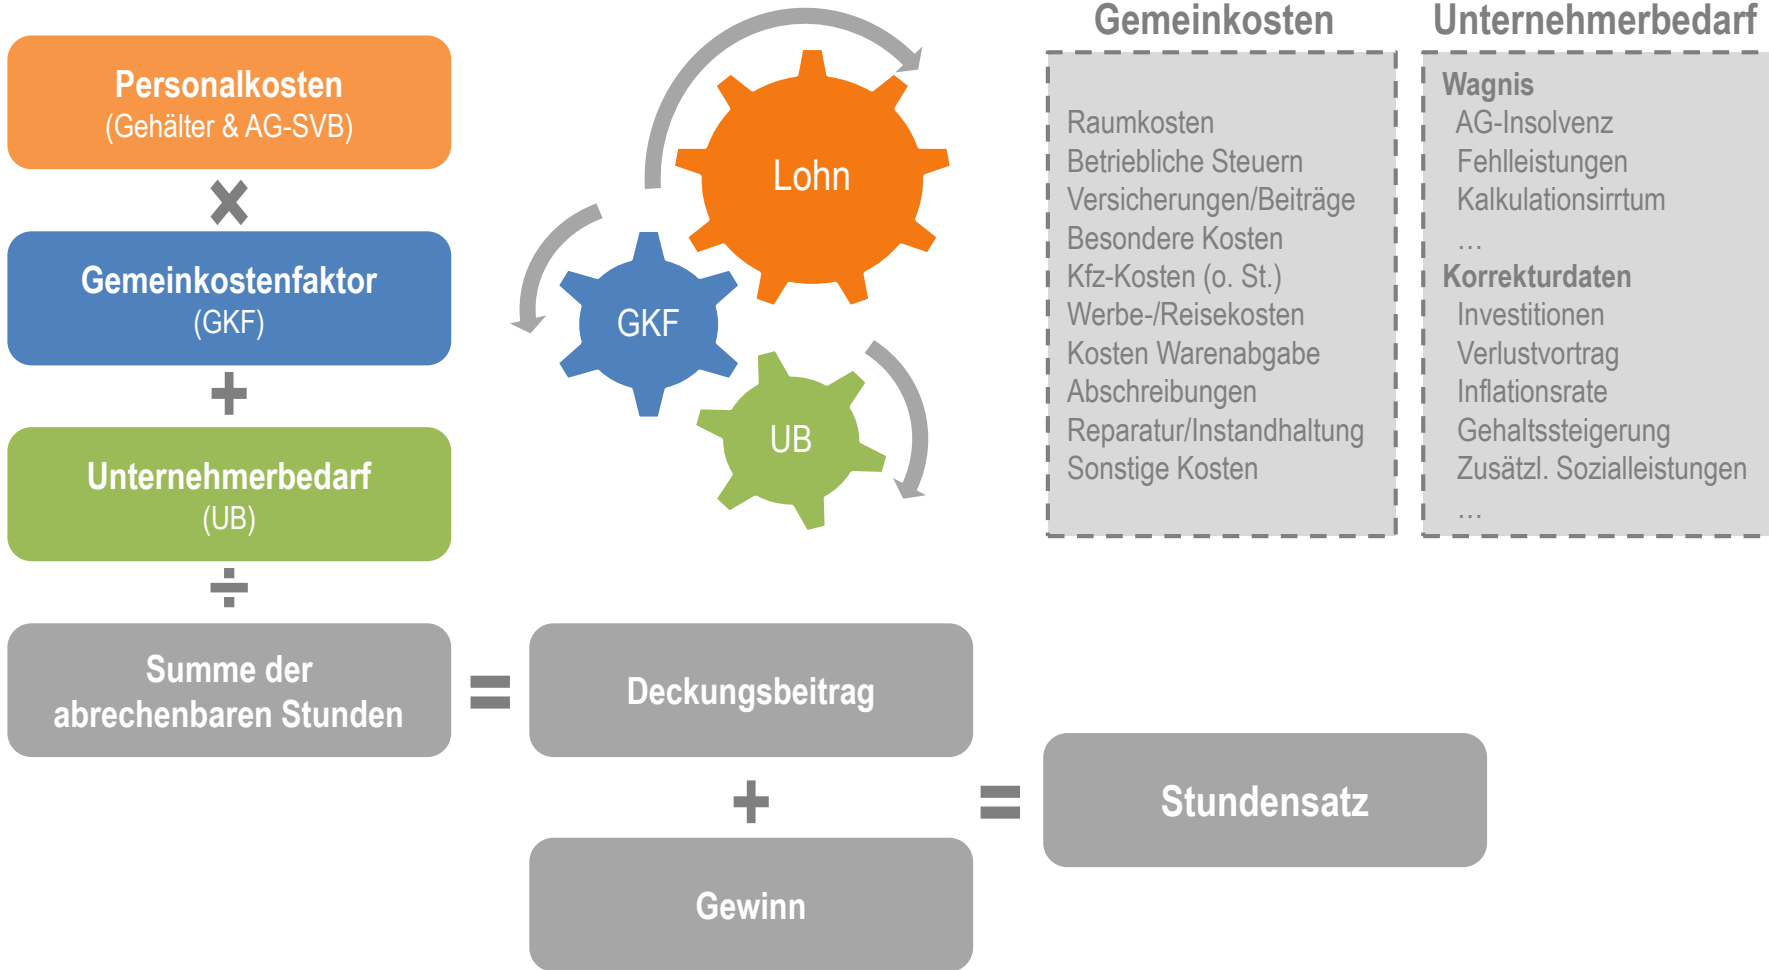 Personalkosten
(Gehälter & AG-SVB)
×
Gemeinkostenfaktor
(GKF)
+
Unternehmerbedarf
(UB)
÷
Summe der
abrechenbaren Stunden
=
Deckungsbeitrag
+
Gewinn
=
Stundensatz
Lohn
GKF
UB
Gemeinkosten
Raumkosten
Betriebliche Steuern
Versicherungen/Beiträge
Besondere Kosten
Kfz-Kosten (o. St.)
Werbe-/Reisekosten
Kosten Warenabgabe
Abschreibungen
Reparatur/Instandhaltung
Sonstige Kosten
Unternehmerbedarf
Wagnis
AG-Insolvenz
Fehlleistungen
Kalkulationsirrtum
…
Korrekturdaten
Investitionen
Verlustvortrag
Inflationsrate
Gehaltssteigerung
Zusätzl. Sozialleistungen
…